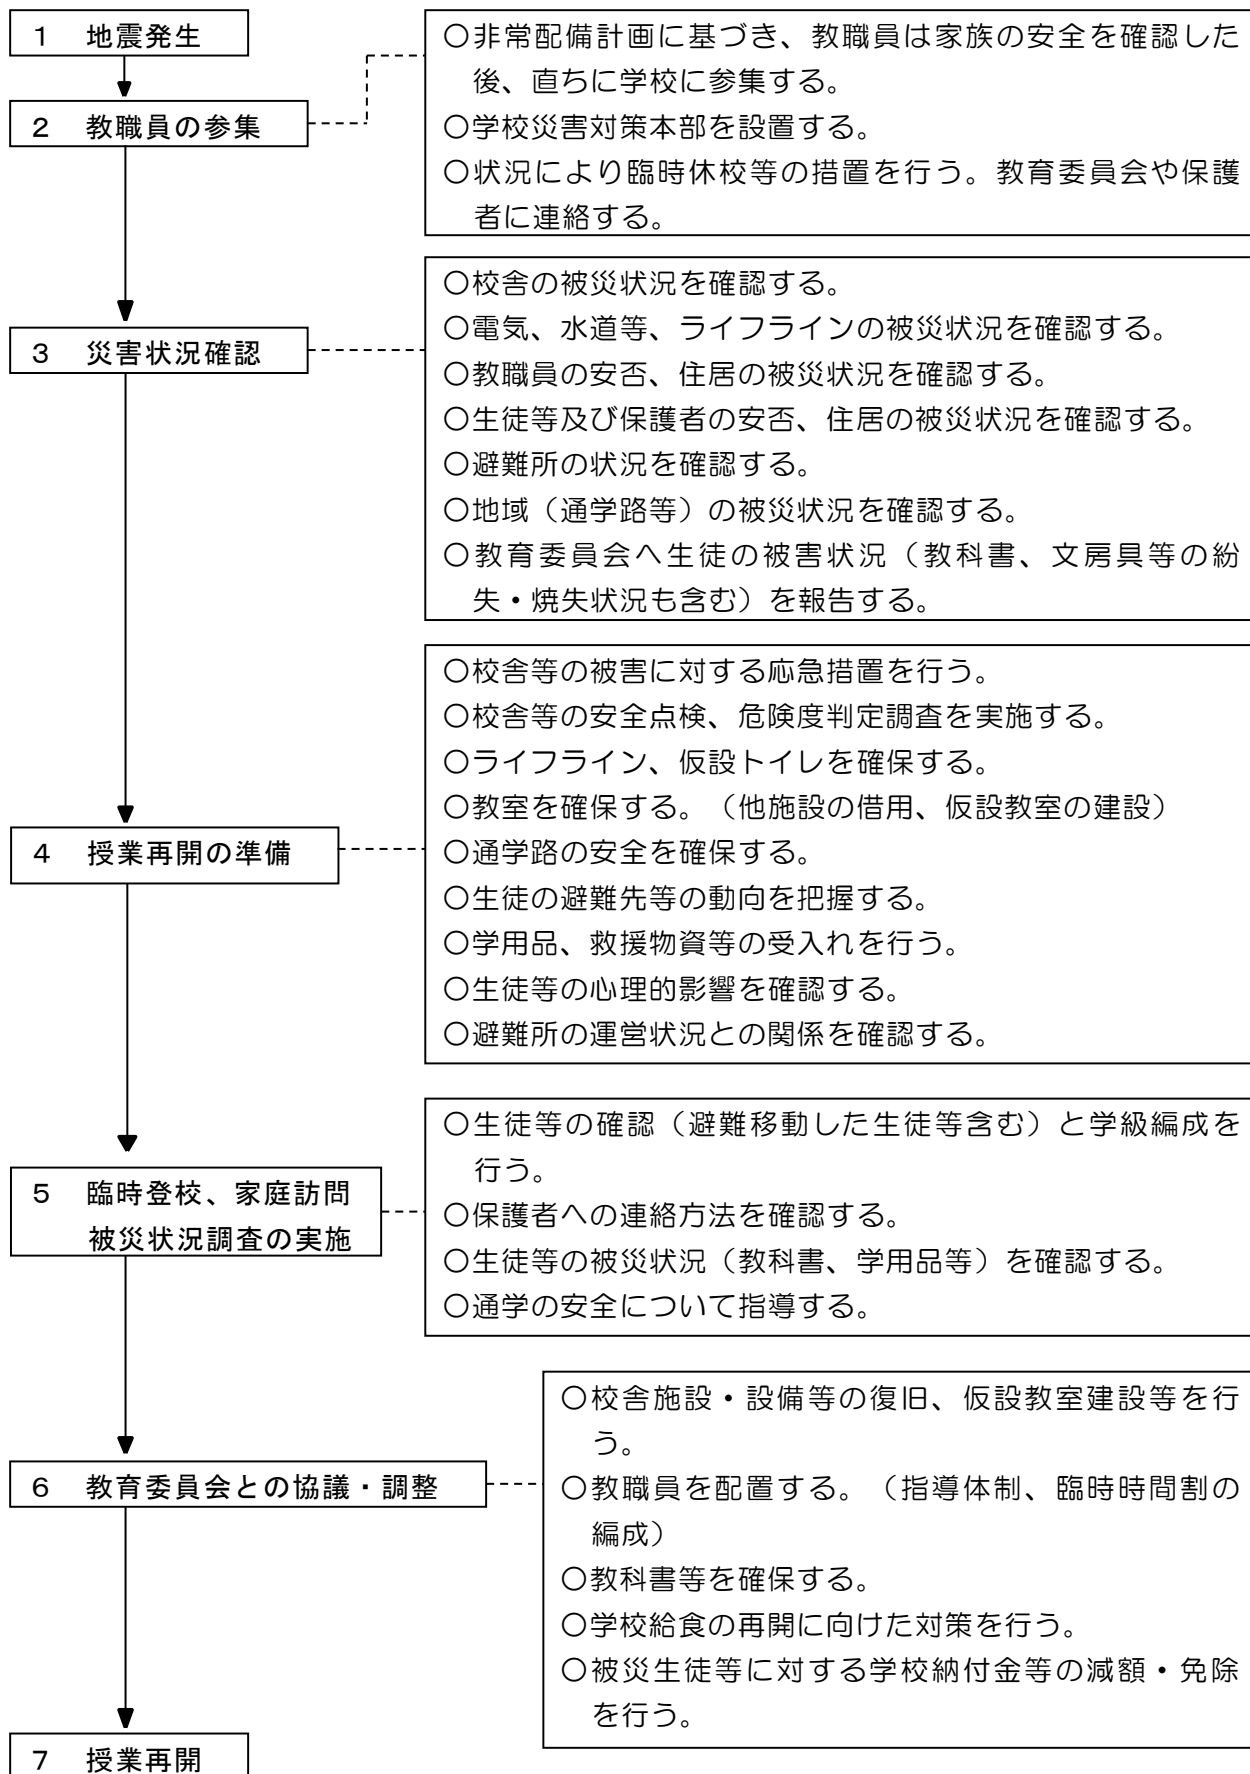 １　地震発生
２　教職員の参集
〇非常配備計画に基づき、教職員は家族の安全を確認した
後、直ちに学校に参集する。
〇学校災害対策本部を設置する。
〇状況により臨時休校等の措置を行う。教育委員会や保護
者に連絡する。
３　災害状況確認
〇校舎の被災状況を確認する。
〇電気、水道等、ライフラインの被災状況を確認する。
〇教職員の安否、住居の被災状況を確認する。
〇生徒等及び保護者の安否、住居の被災状況を確認する。
〇避難所の状況を確認する。
〇地域（通学路等）の被災状況を確認する。
〇教育委員会へ生徒の被害状況（教科書、文房具等の紛
失・焼失状況も含む）を報告する。
４　授業再開の準備
〇校舎等の被害に対する応急措置を行う。
〇校舎等の安全点検、危険度判定調査を実施する。
〇ライフライン、仮設トイレを確保する。
〇教室を確保する。（他施設の借用、仮設教室の建設）
〇通学路の安全を確保する。
〇生徒の避難先等の動向を把握する。
〇学用品、救援物資等の受入れを行う。
〇生徒等の心理的影響を確認する。
〇避難所の運営状況との関係を確認する。
５　臨時登校、家庭訪問
被災状況調査の実施
〇生徒等の確認（避難移動した生徒等含む）と学級編成を
行う。
〇保護者への連絡方法を確認する。
〇生徒等の被災状況（教科書、学用品等）を確認する。
〇通学の安全について指導する。
６　教育委員会との協議・調整
〇校舎施設・設備等の復旧、仮設教室建設等を行
う。
〇教職員を配置する。（指導体制、臨時時間割の
編成）
〇教科書等を確保する。
〇学校給食の再開に向けた対策を行う。
〇被災生徒等に対する学校納付金等の減額・免除
を行う。
７　授業再開